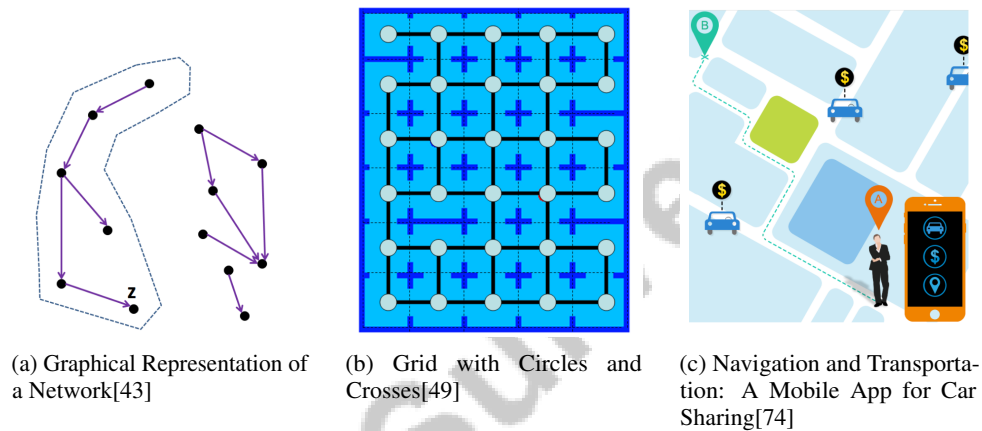 z
B
$
$
A
$
(a) Graphical Representation of
a Network[43]
(b) Grid with Circles and
Crosses[49]
(c) Navigation and Transporta-
tion: A Mobile App for Car
Sharing[74]